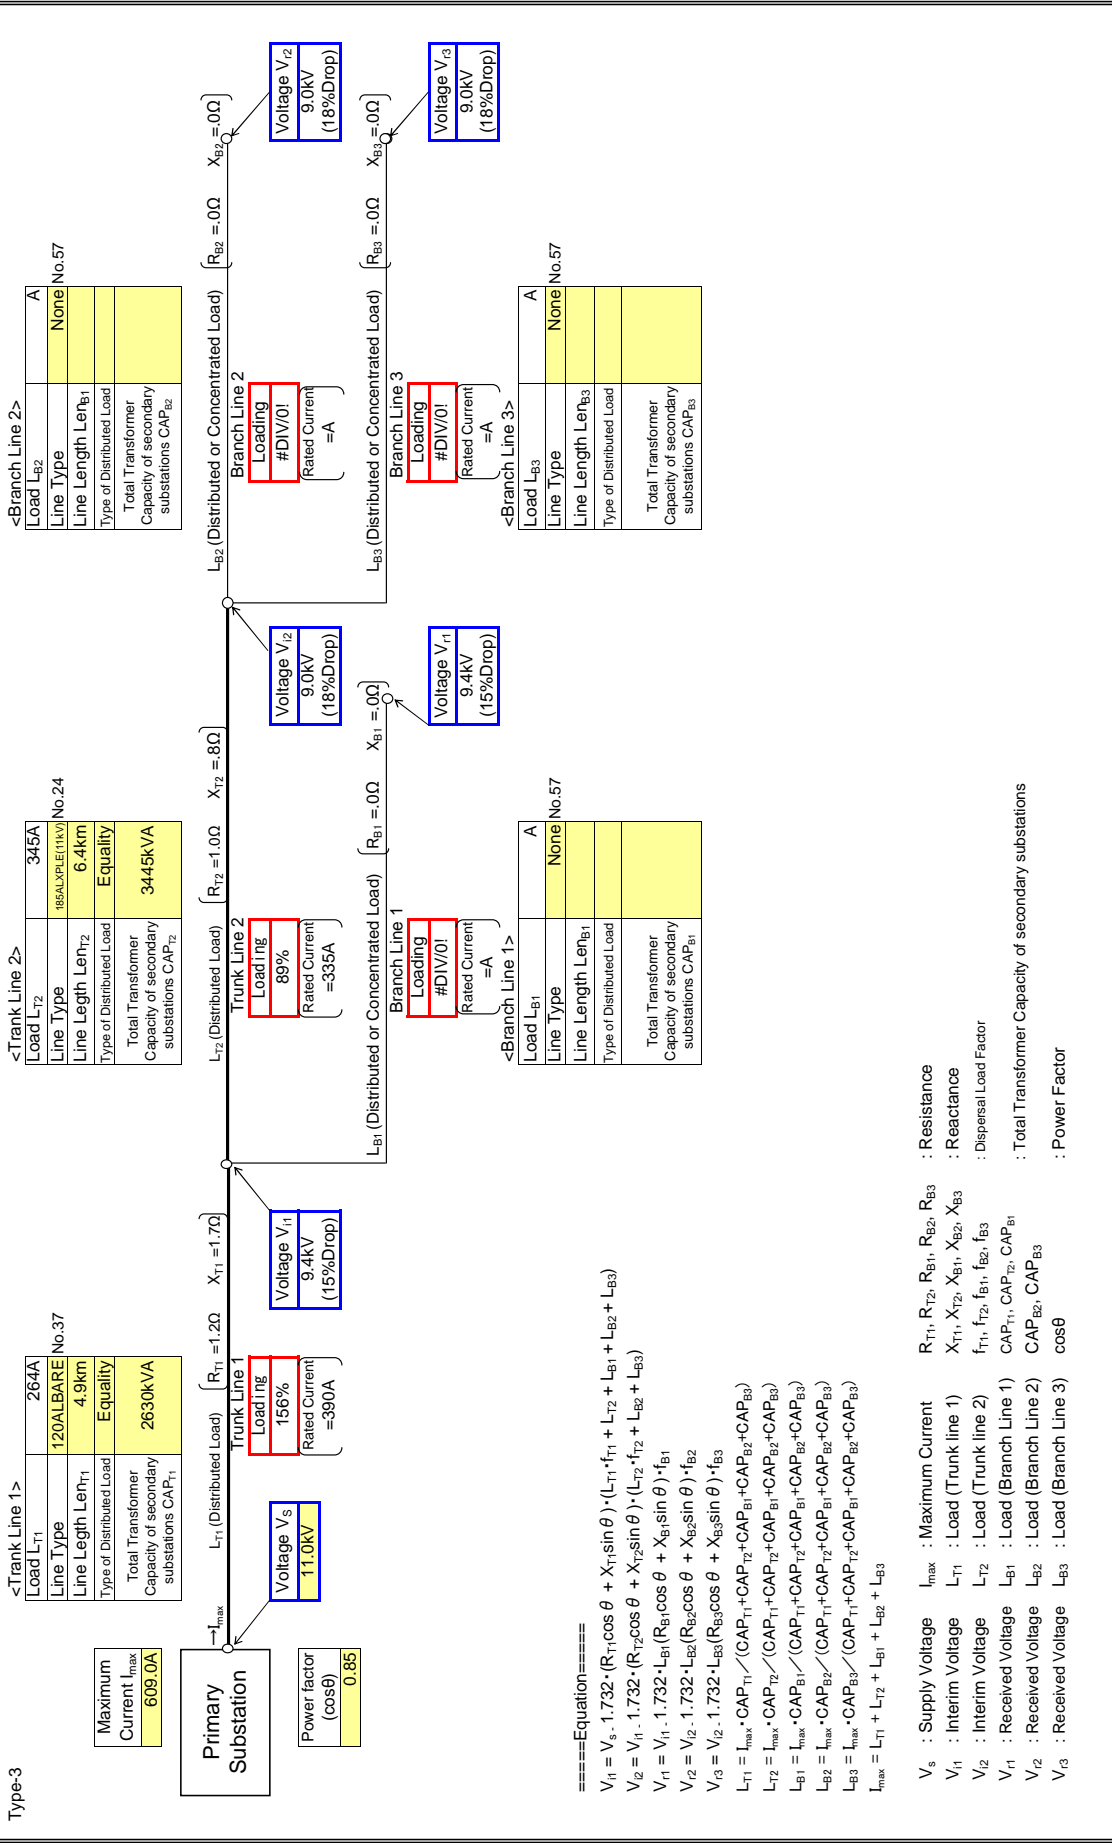 Type-3
Maximum
Current Imax
609.0A
Primary
Substation
Power factor
(cosθ)
0.85
→Imax
Voltage VS
11.0kV
<Trank Line 1>
Load LT1 264A
Line Type 120ALBARE No.37
Line Legth LenT1 4.9km
Type of Distributed Load Equality
Total Transformer
Capacity of secondary
substations CAPT1
2630kVA
LT1 (Distributed Load)
RT1 =1.2Ω XT1 =1.7Ω
Trunk Line 1
Loading
156%
Rated Current
=390A
Voltage Vi1
9.4kV
(15%Drop)
<Trank Line 2>
Load LT2 345A
Line Type 185ALXPLE(11kV) No.24
Line Legth LenT2 6.4km
Type of Distributed Load Equality
Total Transformer
Capacity of secondary
substations CAPT2
3445kVA
LT2 (Distributed Load)
RT2 =1.0Ω XT2 =.8Ω
Trunk Line 2
Loading
89%
Rated Current
=335A
Voltage Vi2
9.0kV
(18%Drop)
LB1 (Distributed or Concentrated Load)
RB1 =.0Ω XB1 =.0Ω
Branch Line 1
Loading
#DIV/0!
Rated Current
=A
Voltage Vr1
9.4kV
(15%Drop)
<Branch Line 1>
Load LB1 A
Line Type None No.57
Line Length LenB1
Type of Distributed Load
Total Transformer
Capacity of secondary
substations CAPB1
<Branch Line 2>
Load LB2 A
Line Type None No.57
Line Length LenB1
Type of Distributed Load
Total Transformer
Capacity of secondary
substations CAPB2
LB2 (Distributed or Concentrated Load)
RB2 =.0Ω XB2 =.0Ω
Branch Line 2
Loading
#DIV/0!
Rated Current
=A
Voltage Vr2
9.0kV
(18%Drop)
LB3 (Distributed or Concentrated Load)
RB3 =.0Ω XB3 =.0Ω
Branch Line 3
Loading
#DIV/0!
Rated Current
=A
Voltage Vr3
9.0kV
(18%Drop)
<Branch Line 3>
Load LB3 A
Line Type None No.57
Line Length LenB3
Type of Distributed Load
Total Transformer
Capacity of secondary
substations CAPB3
=====Equation=====
Vi1 = Vs - 1.732・(RT1cos θ + XT1sin θ)・(LT1・fT1 + LT2 + LB1 + LB2 + LB3)
Vi2 = Vi1 - 1.732・(RT2cos θ + XT2sin θ)・(LT2・fT2 + LB2 + LB3)
Vr1 = Vi1 - 1.732・LB1(RB1cos θ + XB1sin θ)・fB1
Vr2 = Vi2 - 1.732・LB2(RB2cos θ + XB2sin θ)・fB2
Vr3 = Vi2 - 1.732・LB3(RB3cos θ + XB3sin θ)・fB3
LT1 = Imax・CAPT1／(CAPT1+CAPT2+CAPB1+CAPB2+CAPB3)
LT2 = Imax・CAPT2／(CAPT1+CAPT2+CAPB1+CAPB2+CAPB3)
LB1 = Imax・CAPB1／(CAPT1+CAPT2+CAPB1+CAPB2+CAPB3)
LB2 = Imax・CAPB2／(CAPT1+CAPT2+CAPB1+CAPB2+CAPB3)
LB3 = Imax・CAPB3／(CAPT1+CAPT2+CAPB1+CAPB2+CAPB3)
Imax = LT1 + LT2 + LB1 + LB2 + LB3
Vs : Supply Voltage Imax : Maximum Current RT1, RT2, RB1, RB2, RB3 : Resistance
Vi1 : Interim Voltage LT1 : Load (Trunk line 1) XT1, XT2, XB1, XB2, XB3 : Reactance
Vi2 : Interim Voltage LT2 : Load (Trunk line 2) fT1, fT2, fB1, fB2, fB3 : Dispersal Load Factor
Vr1 : Received Voltage LB1 : Load (Branch Line 1) CAPT1, CAPT2, CAPB1
Vr2 : Received Voltage LB2 : Load (Branch Line 2) CAPB2, CAPB3 : Total Transformer Capacity of secondary substations
Vr3 : Received Voltage LB3 : Load (Branch Line 3) cosθ : Power Factor